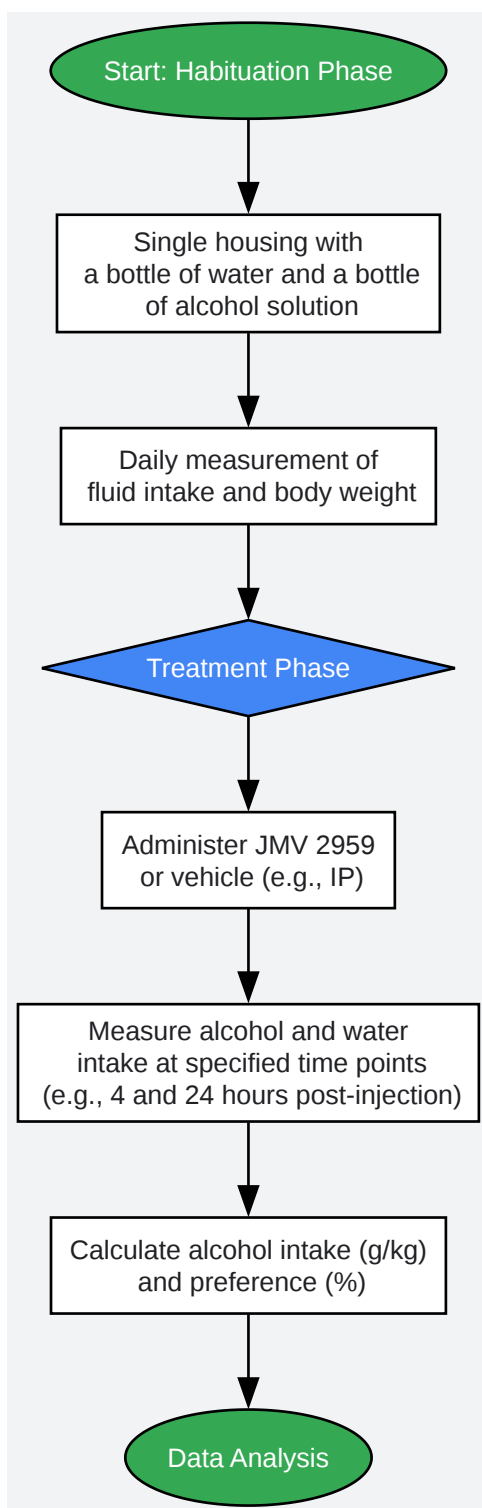 Start: Habituation Phase
Single housing with
a bottle of water and a bottle
of alcohol solution
Daily measurement of
fluid intake and body weight
Treatment Phase
Administer JMV 2959
or vehicle (e.g., IP)
Measure alcohol and water
intake at specified time points
(e.g., 4 and 24 hours post-injection)
Calculate alcohol intake (g/kg)
and preference (%)
Data Analysis